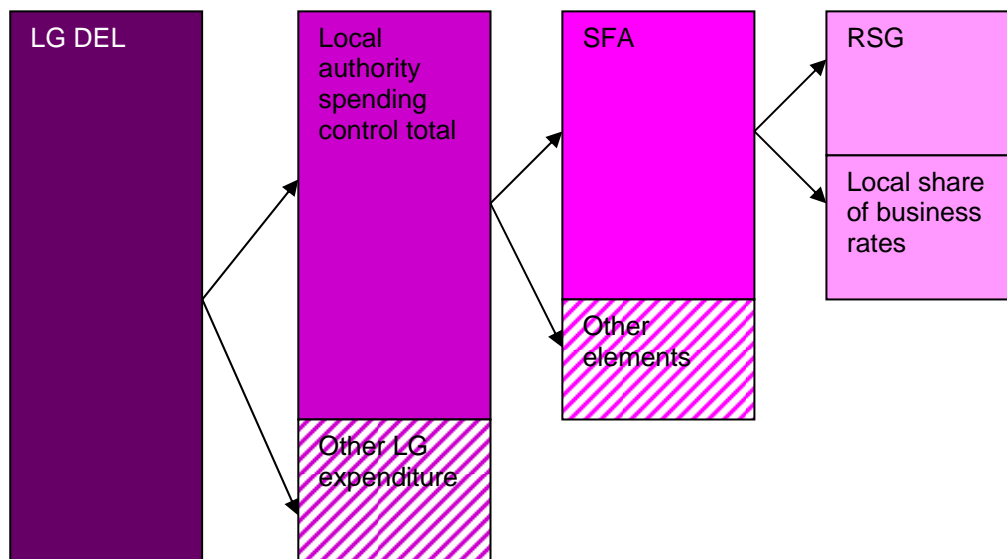 LG DEL
Local
authority
spending
control total
Other LG
expenditure
SFA
Other
elements
RSG
Local share
of business
rates